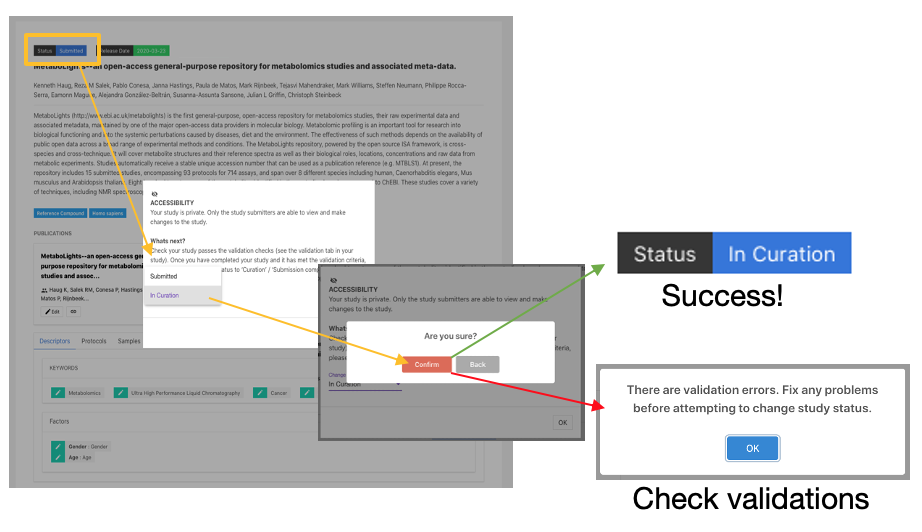 Status Submitted Release Date
MetaboLights--an open-access general-purpose repository for metabolomics studies and associated meta-data.
Kenneth Haug, Reza M Salek, Pablo Conesa, Janna Hastings, Paula de Matos, Mark Rijnbeek, Tejasvi Mahendraker, Mark Williams, Steffen Neumann, Philippe Rocca-
Serra, Eamonn Maguire, Alejandra González-Beltrán, Susanna-Assunta Sansone, Julian L Griffin, Christoph Steinbeck
MetaboLights (http://www.ebi.ac.uk/metabolights) is the first general-purpose, open-access repository for metabolomics studies, their raw experimental data and
associated metadata, maintained by one of the major open-access data providers in molecular biology. Metabolomic profiling is an important tool for research into
biological functioning and into the systemic perturbations caused by diseases, diet and the environment. The effectiveness of such methods depends on the availability of
public open data across a broad range of experimental methods and conditions. The MetaboLights repository, powered by the open source ISA framework, is cross-
species and cross-technique. It will cover metabolite structures and their reference spectra as well as their biological roles, locations, concentrations and raw data from
metabolic experiments. Studies automatically receive a stable unique accession number that can be used as a publication reference (e.g. MTBLS1). At present, the
repository includes 15 submitted studies, encompassing 93 protocols for 714 assays, and span over 8 different species including human, Caenorhabditis elegans, Mus
musculus and Arabidopsis thaliana. Eight to ChEBI. These studies cover a variety
of techniques, including NMR spectrosco
Reference Compound Homo sapiens
PUBLICATIONS
MetaboLights--an open-access gene
purpose repository for metabolom
studies and assoc...
Haug K, Salek RM, Conesa P, Hastings
Matos P, Rijnbeek...
Edit
Descriptors Protocols Samples
KEYWORDS
Metabolomics Ultra High Performance Liquid Chromatography Cancer
Factors
Gender : Gender
Age : Age
ACCESSIBILITY
Your study is private. Only the study submitters are able to view and make
changes to the study.
Whats next?
Check your study passes the validation checks (see the validation tab in your
study). Once you have completed your study and it has met the validation criteria,
status to 'Curation' / 'Submission com
Submitted
In Curation
ACCESSIBILITY
Your study is private. Only the study submitters are able to view and make
changes to the study.
Whats
study.
criteria,
please
Are you sure?
Confirm Back
Change
In Curation
OK
Status In Curation
Success!
There are validation errors. Fix any problems
before attempting to change study status.
OK
Check validations